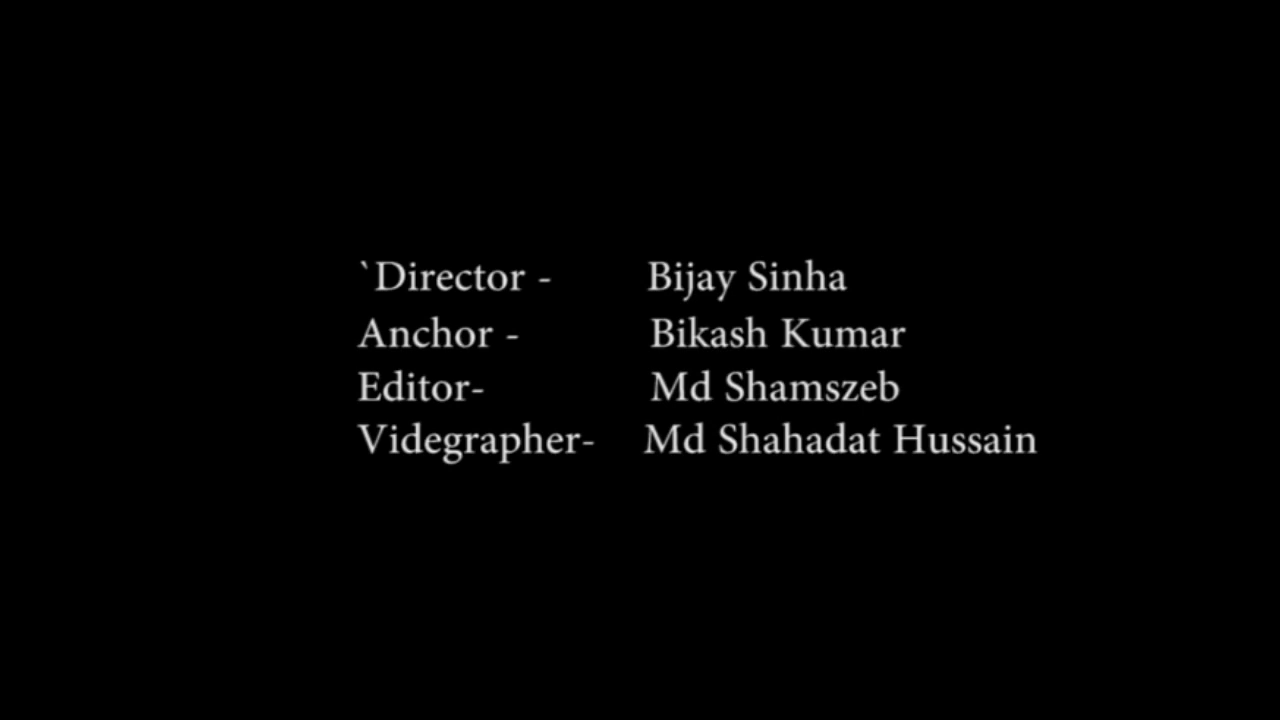 `Director - Bijay Sinha
Anchor - Bikash Kumar
Editor- Md Shamszeb
Videgrapher- Md Shahadat Hussain